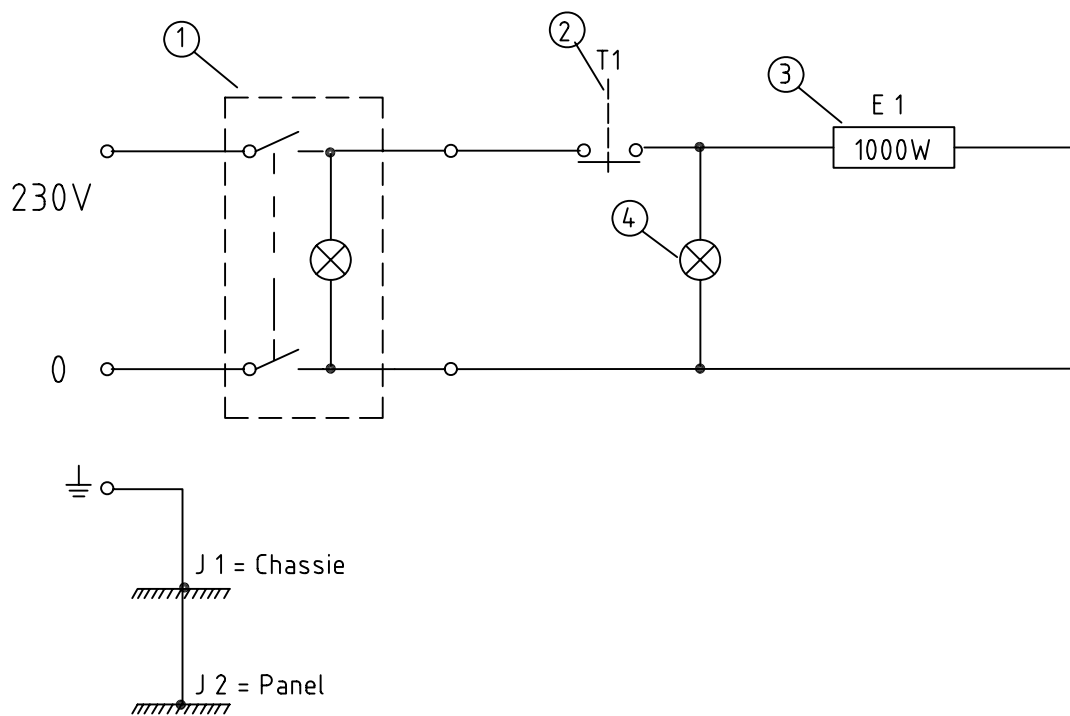 1
2
T1
3
E 1
1000W
230V
4
0
J 1 = Chassie
J 2 = Panel